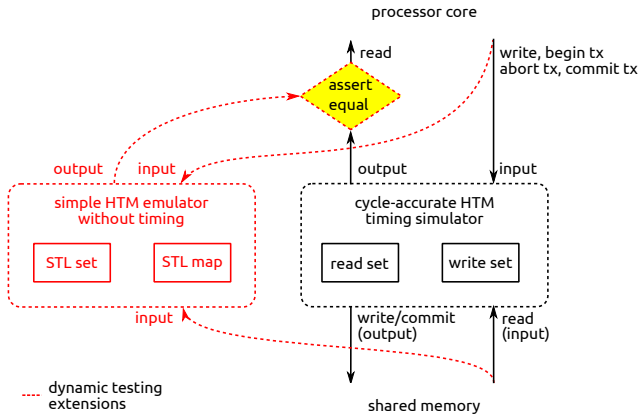 processor core
read
write, begin tx
abort tx, commit tx
assert
equal
output
input
output
input
simple HTM emulator
without timing
cycle-accurate HTM
timing simulator
STL set
STL map
read set
write set
input
write/commit
(output)
read
(input)
dynamic testing
extensions
shared memory